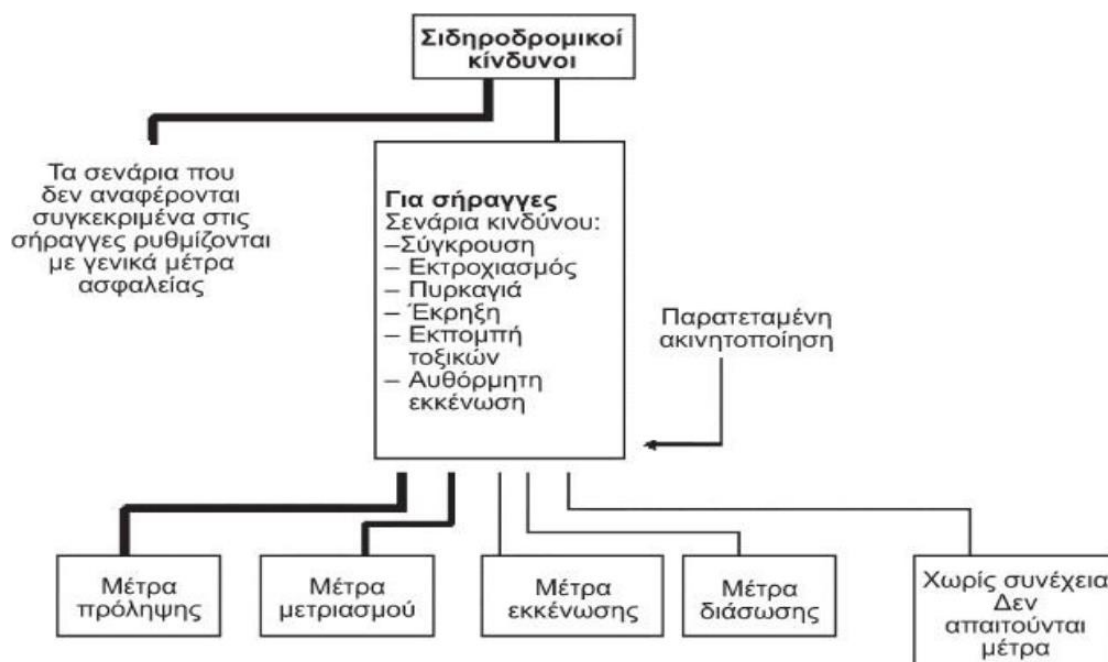 Σιδηροδρομικοί
κίνδυνοι
Τα σενάρια που
δεν αναφέρονται
συγκεκριμένα στις
σήραγγες ρυθμίζονται
με γενικά μέτρα
ασφαλείας
Για σήραγγες
Σενάρια κινδύνου:
–Σύγκρουση
– Εκτροχιασμός
– Πυρκαγιά
– Έκρηξη
– Εκπομπή
τοξικών
– Αυθόρμητη
εκκένωση
Παρατεταμένη
ακινητοποίηση
Μέτρα
πρόληψης
Μέτρα
μετριασμού
Μέτρα
εκκένωσης
Μέτρα
διάσωσης
Χωρίς συνέχεια
Δεν
απαιτούνται
μέτρα